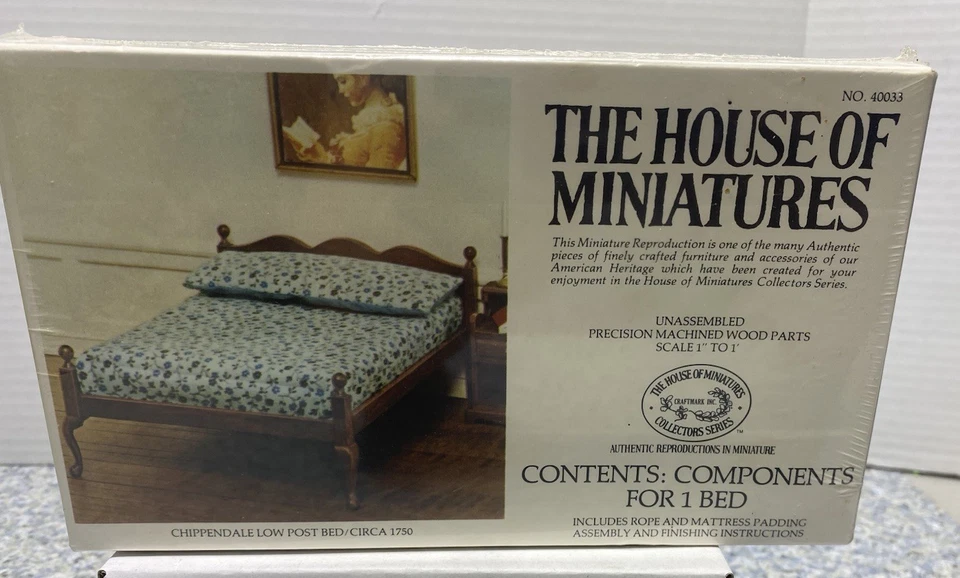 NO. 40033
THE HOUSE OF
MINIATURES
This Miniature Reproduction is one of the many Authentic
pieces of finely crafted furniture and accessories of our
American Heritage which have been created for your
enjoyment in the House of Miniatures Collectors Series.
UNASSEMBLED
PRECISION MACHINED WOOD PARTS
SCALE 1" TO 1'
THE HOUSE OF MINIATURES
CRAFTMARK INC.
COLLECTORS SERIES
TM
AUTHENTIC REPRODUCTIONS IN MINIATURE
CONTENTS: COMPONENTS
FOR 1 BED
INCLUDES ROPE AND MATTRESS PADDING
ASSEMBLY AND FINISHING INSTRUCTIONS
CHIPPENDALE LOW POST BED/CIRCA 1750